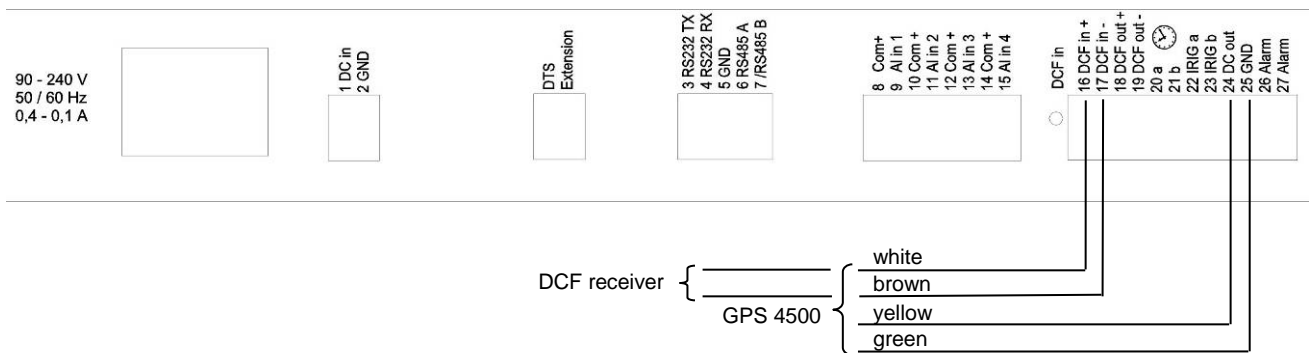 90 - 240 V
50 / 60 Hz
0,4 - 0,1 A
1 DC in
2 GND
DTS
Extension
3 RS232 TX
4 RS232 RX
5 GND
6 RS485 A
7 /RS485 B
8 Com+
9 Al in 1
10 Com +
11 Al in 2
12 Com +
13 Al in 3
14 Com +
15 Al in 4
DCF in
16 DCF in +
17 DCF in -
18 DCF out +
19 DCF out -
20 a
21 b
22 IRIG a
23 IRIG b
24 DC out
25 GND
26 Alarm
27 Alarm
white
DCF receiver
brown
GPS 4500
yellow
green